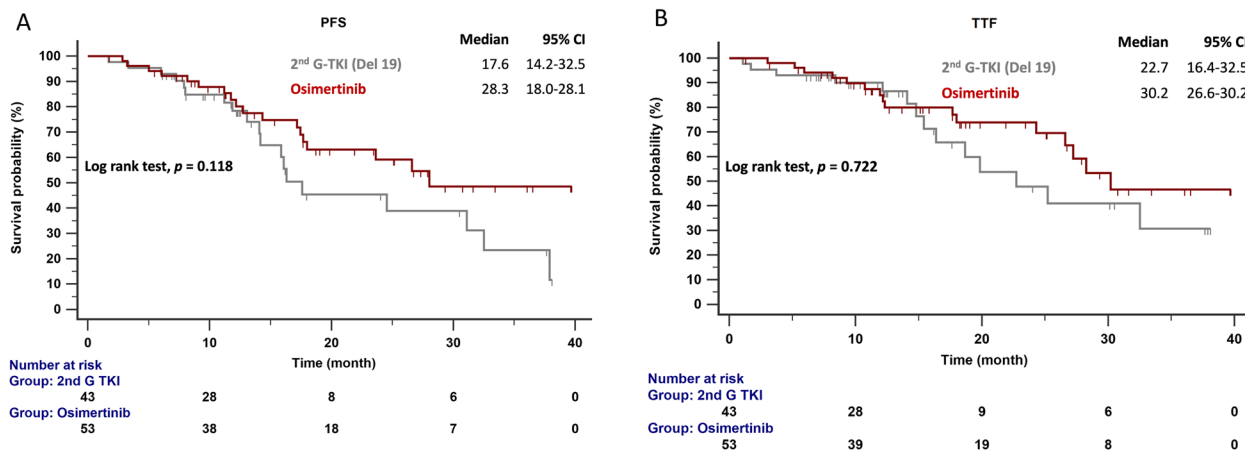 A
PFS
Median 95% CI
2nd G-TKI (Del 19) 17.6 14.2-32.5
Osimertinib 28.3 18.0-28.1
Log rank test, p = 0.118
Survival probability (%)
100
90
80
70
60
50
40
30
20
10
0
0 10 20 30 40
Time (month)
Number at risk
Group: 2nd G TKI
43 28 8 6 0
Group: Osimertinib
53 38 18 7 0
B
TTF
Median 95% CI
2nd G-TKI (Del 19) 22.7 16.4-32.5
Osimertinib 30.2 26.6-30.2
Log rank test, p = 0.722
Survival probability (%)
100
90
80
70
60
50
40
30
20
10
0
0 10 20 30 40
Time (month)
Number at risk
Group: 2nd G TKI
43 28 9 6 0
Group: Osimertinib
53 39 19 8 0